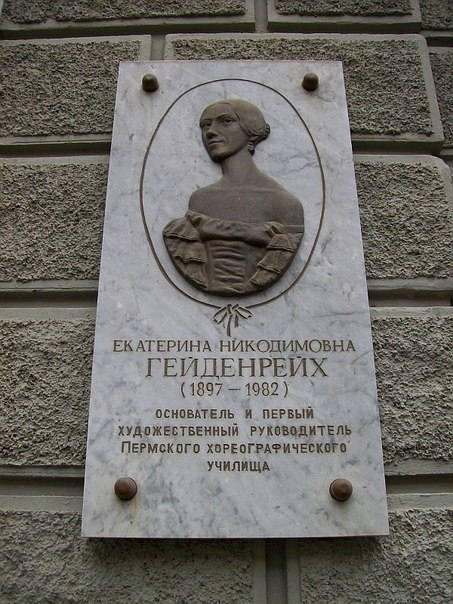 ЕКАТЕРИНА НИКОДИМОВНА
ГЕЙДЕНРЕЙХ
(1897 – 1982)
ОСНОВАТЕЛЬ И ПЕРВЫЙ
ХУДОЖЕСТВЕННЫЙ РУКОВОДИТЕЛЬ
ПЕРМСКОГО ХОРЕОГРАФИЧЕСКОГО
УЧИЛИЩА